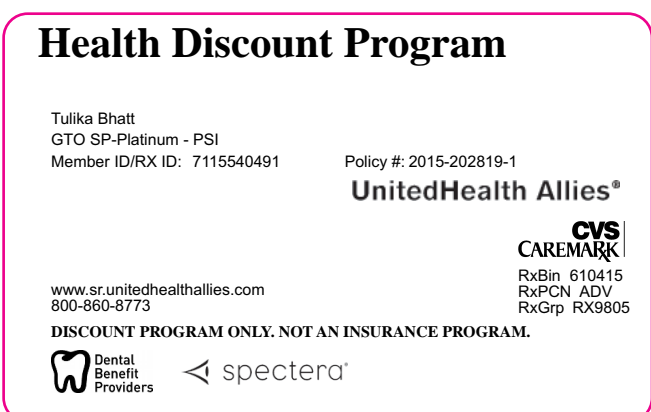 Health Discount Program
Tulika Bhatt
GTO SP-Platinum - PSI
Member ID/RX ID: 7115540491 Policy #: 2015-202819-1
UnitedHealth Allies®
CVS
CAREMARK
RxBin 610415
RxPCN ADV
RxGrp RX9805
www.sr.unitedhealthallies.com
800-860-8773
DISCOUNT PROGRAM ONLY. NOT AN INSURANCE PROGRAM.
Dental
Benefit
Providers
spectera®